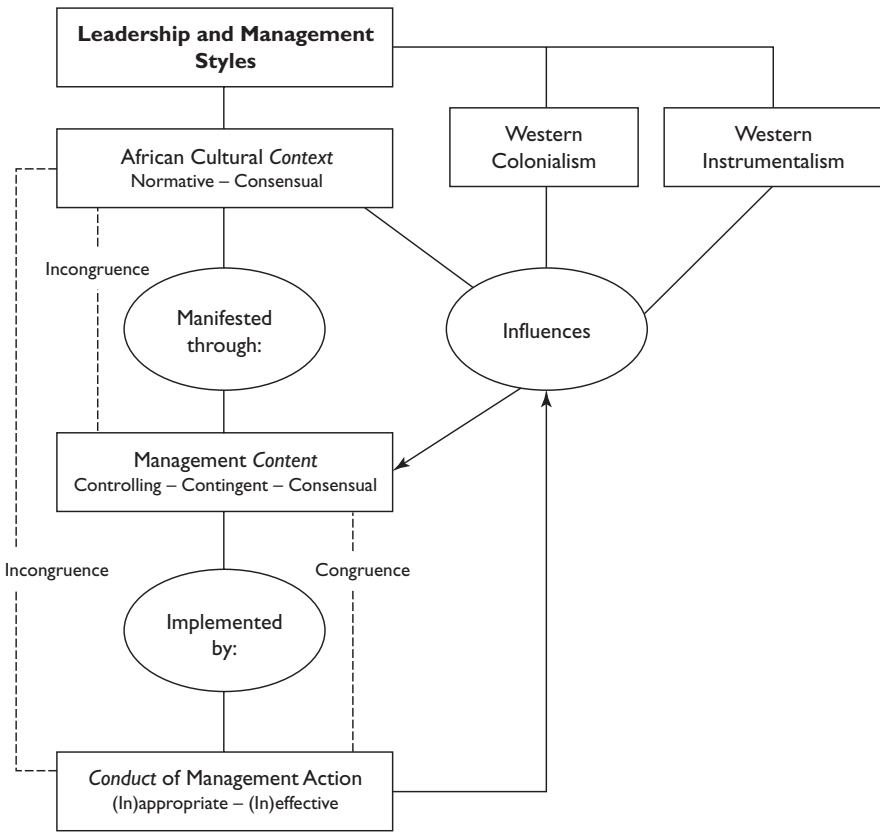 Leadership and Management
Styles
Western
Colonialism
Western
Instrumentalism
African Cultural Context
Normative – Consensual
Incongruence
Manifested
through:
Influences
Management Content
Controlling – Contingent – Consensual
Incongruence
Congruence
Implemented
by:
Conduct of Management Action
(In)appropriate – (In)effective